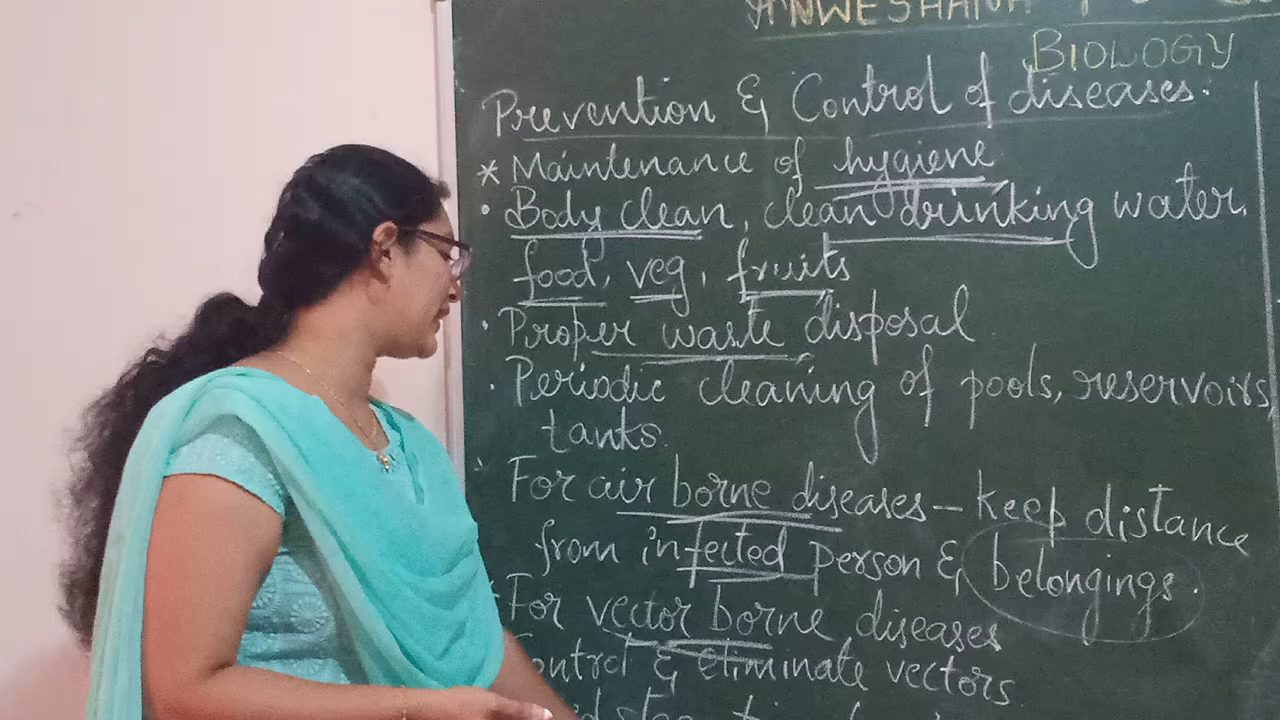 ANWESHANA
BIOLOGY
Prevention & Control of diseases.
* Maintenance of hygiene
• Body clean, clean drinking water,
food, veg, fruits
• Proper waste disposal
• Periodic cleaning of pools, reservoirs,
tanks.
For air borne diseases – keep distance
from infected person & belongings.
For vector borne diseases
Control & eliminate vectors